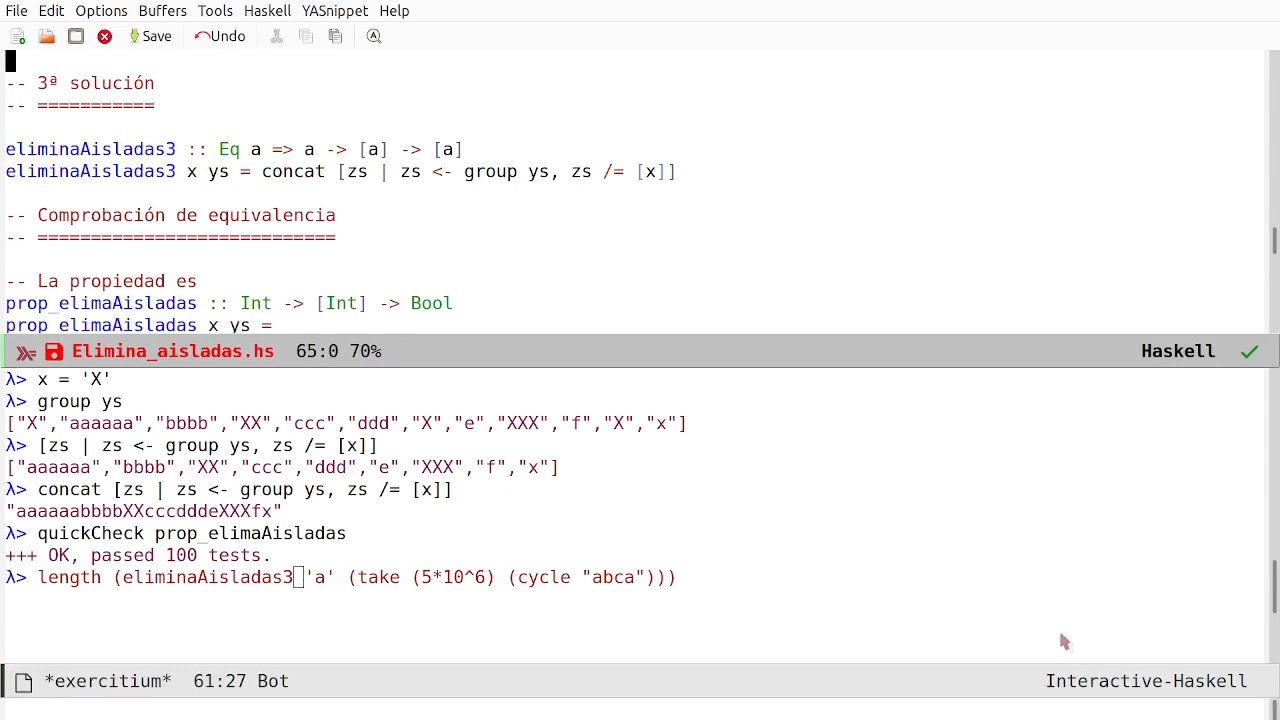 File Edit Options Buffers Tools Haskell YASnippet Help
Save Undo
-- 3ª solución
-- ===========
eliminaAisladas3 :: Eq a => a -> [a] -> [a]
eliminaAisladas3 x ys = concat [zs | zs <- group ys, zs /= [x]]
-- Comprobación de equivalencia
-- ============================
-- La propiedad es
prop_elimaAisladas :: Int -> [Int] -> Bool
prop_elimaAisladas x ys =
Elimina_aisladas.hs 65:0 70% Haskell
λ> x = 'X'
λ> group ys
["X","aaaaaa","bbbb","XX","ccc","ddd","X","e","XXX","f","X","x"]
λ> [zs | zs <- group ys, zs /= [x]]
["aaaaaa","bbbb","XX","ccc","ddd","e","XXX","f","x"]
λ> concat [zs | zs <- group ys, zs /= [x]]
"aaaaaabbbbXXcccdddeXXXfx"
λ> quickCheck prop_elimaAisladas
+++ OK, passed 100 tests.
λ> length (eliminaAisladas3 'a' (take (5*10^6) (cycle "abca")))
*exercitium* 61:27 Bot Interactive-Haskell